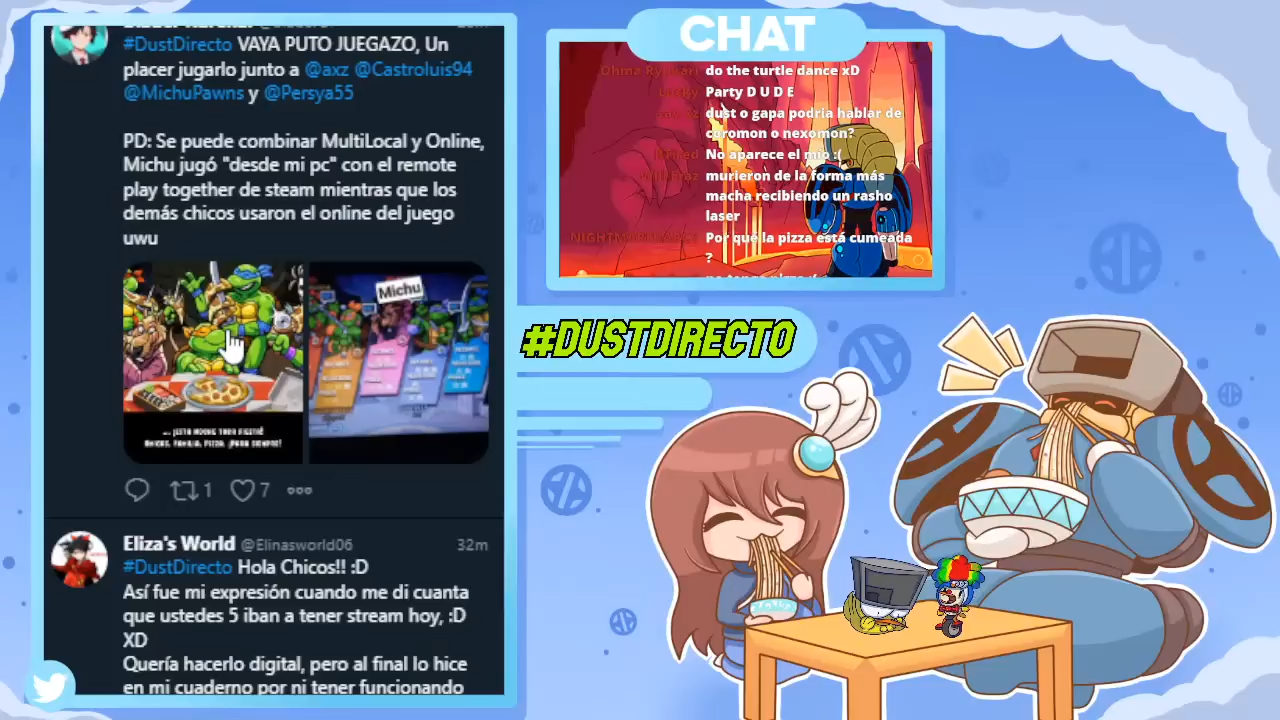 #DustDirecto VAYA PUTO JUEGAZO, Un
placer jugarlo junto a @axz @Castroluis94
@MichuPawns y @Persya55
PD: Se puede combinar MultiLocal y Online,
Michu jugó "desde mi pc" con el remote
play together de steam mientras que los
demás chicos usaron el online del juego
uwu
Michu
1
7
Eliza's World @Elinasworld06 32m
#DustDirecto Hola Chicos!! :D
Así fue mi expresión cuando me di cuanta
que ustedes 5 iban a tener stream hoy, :D
XD
Quería hacerlo digital, pero al final lo hice
en mi cuaderno por ni tener funcionando
CHAT
do the turtle dance xD
Party D U D E
dust o gapa podria hablar de
coromon o nexomon?
No aparece el mio :(
murieron de la forma más
macha recibiendo un rasho
laser
Por qué la pizza está cumeada
?
#DUSTDIRECTO